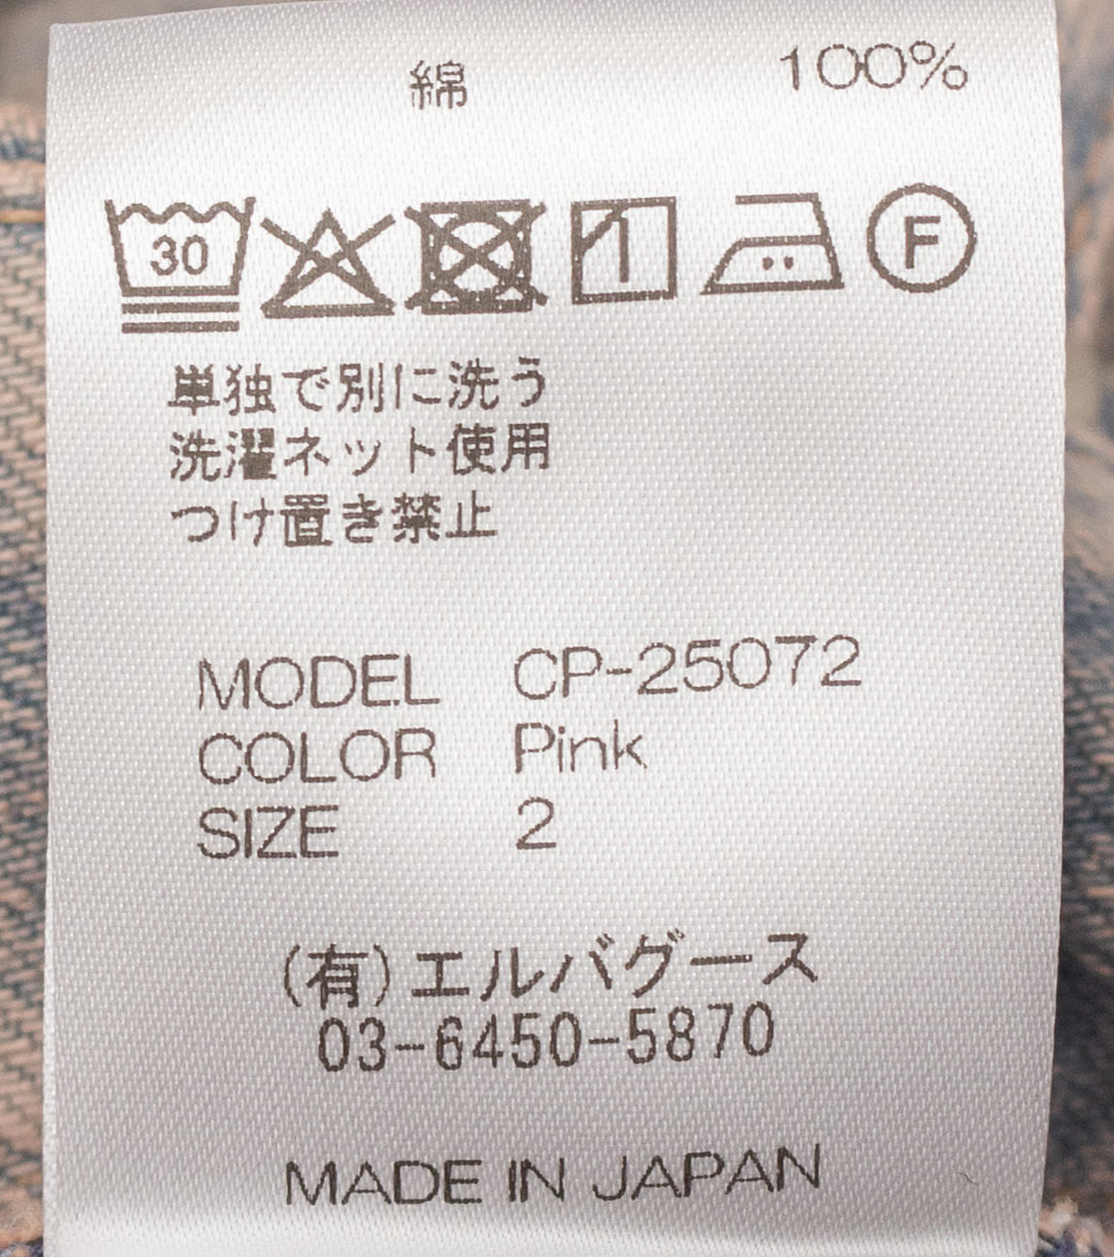 綿 100%
30 F
単独で別に洗う
洗濯ネット使用
つけ置き禁止
MODEL CP-25072
COLOR Pink
SIZE 2
(有)エルバグース
03-6450-5870
MADE IN JAPAN